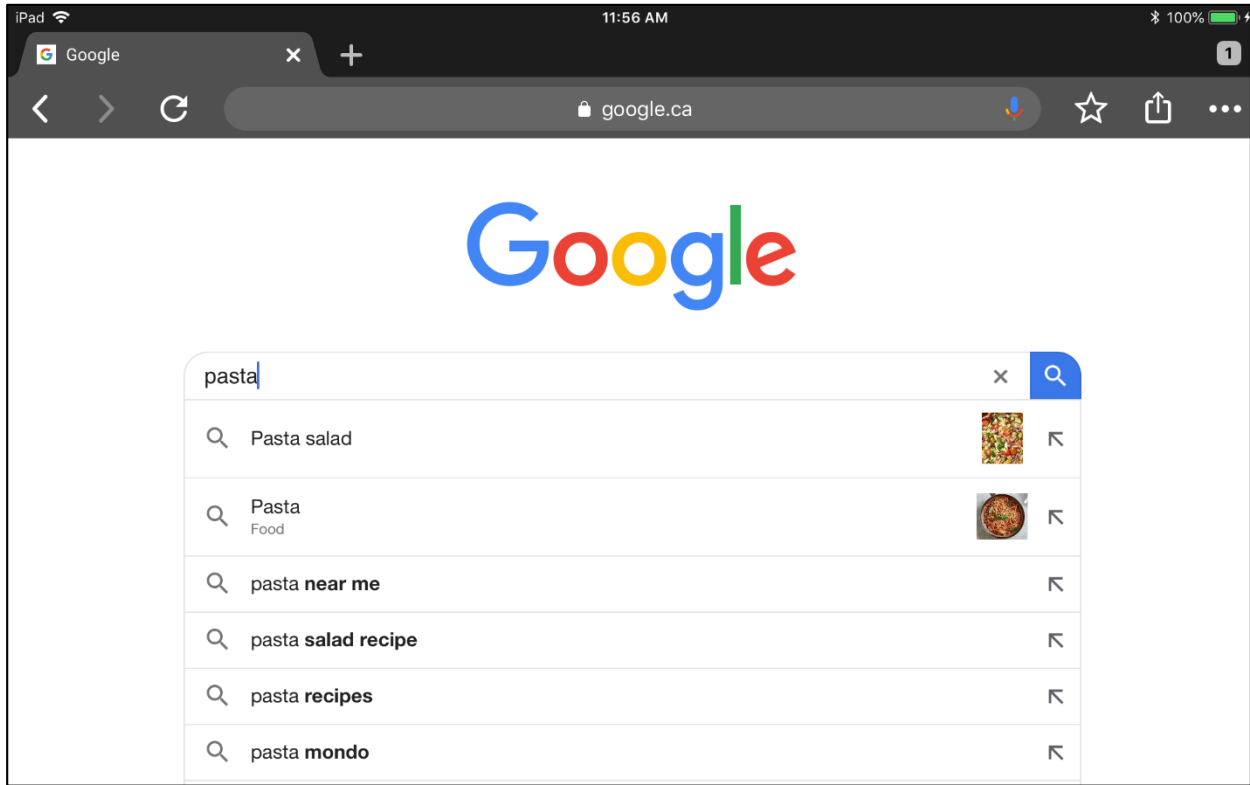 iPad 11:56 AM 100%
Google 1
google.ca
Google
pasta
Pasta salad
Pasta
Food
pasta near me
pasta salad recipe
pasta recipes
pasta mondo